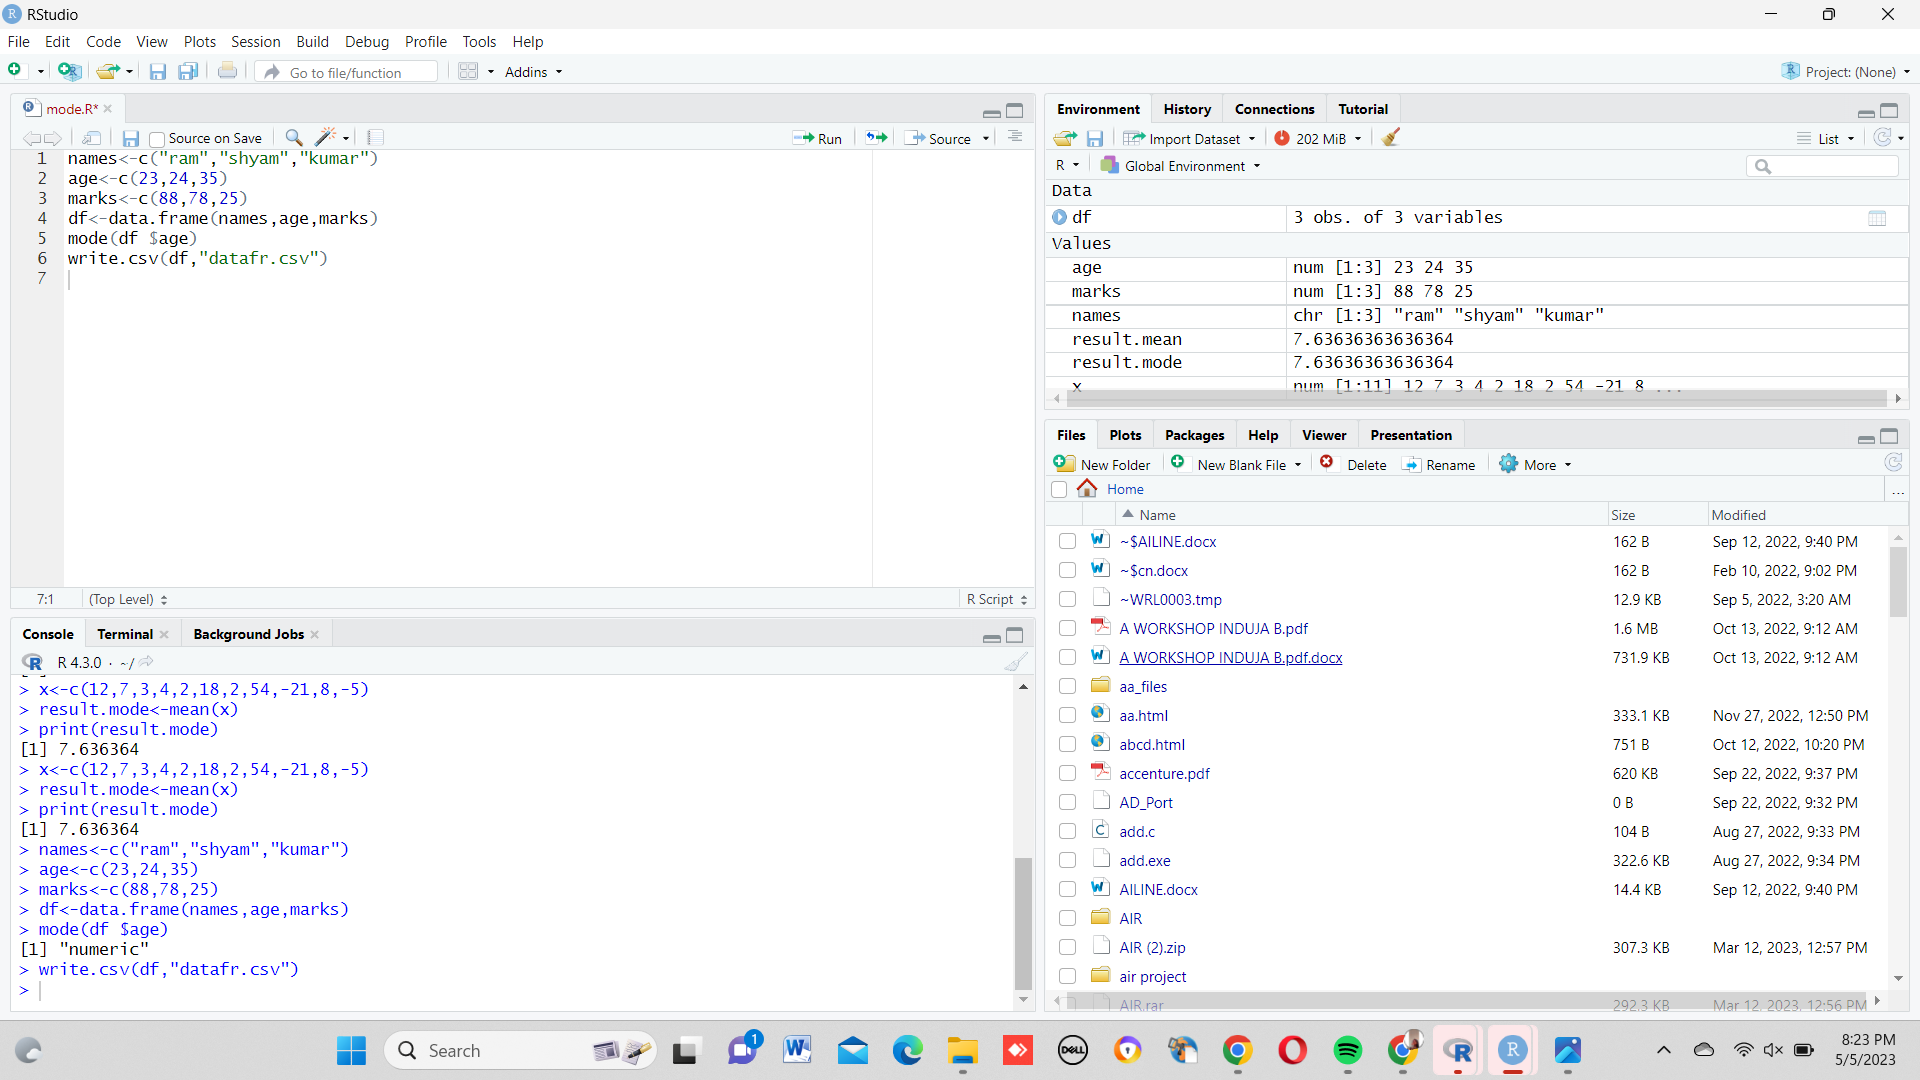 RStudio
File Edit Code View Plots Session Build Debug Profile Tools Help
Go to file/function Addins Project: (None)
mode.R*
Source on Save Run Source
1 names<-c("ram","shyam","kumar")
2 age<-c(23,24,35)
3 marks<-c(88,78,25)
4 df<-data.frame(names,age,marks)
5 mode(df $age)
6 write.csv(df,"datafr.csv")
7
7:1 (Top Level) R Script
Console Terminal Background Jobs
R 4.3.0 · ~/
> x<-c(12,7,3,4,2,18,2,54,-21,8,-5)
> result.mode<-mean(x)
> print(result.mode)
[1] 7.636364
> x<-c(12,7,3,4,2,18,2,54,-21,8,-5)
> result.mode<-mean(x)
> print(result.mode)
[1] 7.636364
> names<-c("ram","shyam","kumar")
> age<-c(23,24,35)
> marks<-c(88,78,25)
> df<-data.frame(names,age,marks)
> mode(df $age)
[1] "numeric"
> write.csv(df,"datafr.csv")
>
Environment History Connections Tutorial
Import Dataset 202 MiB List
R Global Environment
Data
df 3 obs. of 3 variables
Values
age num [1:3] 23 24 35
marks num [1:3] 88 78 25
names chr [1:3] "ram" "shyam" "kumar"
result.mean 7.63636363636364
result.mode 7.63636363636364
x num [1:11] 12 7 3 4 2 18 2 54 -21 8 ...
Files Plots Packages Help Viewer Presentation
New Folder New Blank File Delete Rename More
Home ...
Name Size Modified
~$AILINE.docx 162 B Sep 12, 2022, 9:40 PM
~$cn.docx 162 B Feb 10, 2022, 9:02 PM
~WRL0003.tmp 12.9 KB Sep 5, 2022, 3:20 AM
A WORKSHOP INDUJA B.pdf 1.6 MB Oct 13, 2022, 9:12 AM
A WORKSHOP INDUJA B.pdf.docx 731.9 KB Oct 13, 2022, 9:12 AM
aa_files
aa.html 333.1 KB Nov 27, 2022, 12:50 PM
abcd.html 751 B Oct 12, 2022, 10:20 PM
accenture.pdf 620 KB Sep 22, 2022, 9:37 PM
AD_Port 0 B Sep 22, 2022, 9:32 PM
add.c 104 B Aug 27, 2022, 9:33 PM
add.exe 322.6 KB Aug 27, 2022, 9:34 PM
AILINE.docx 14.4 KB Sep 12, 2022, 9:40 PM
AIR
AIR (2).zip 307.3 KB Mar 12, 2023, 12:57 PM
air project
AIR.rar 292.3 KB Mar 12, 2023, 12:56 PM
Search 1 DELL 8:23 PM
5/5/2023